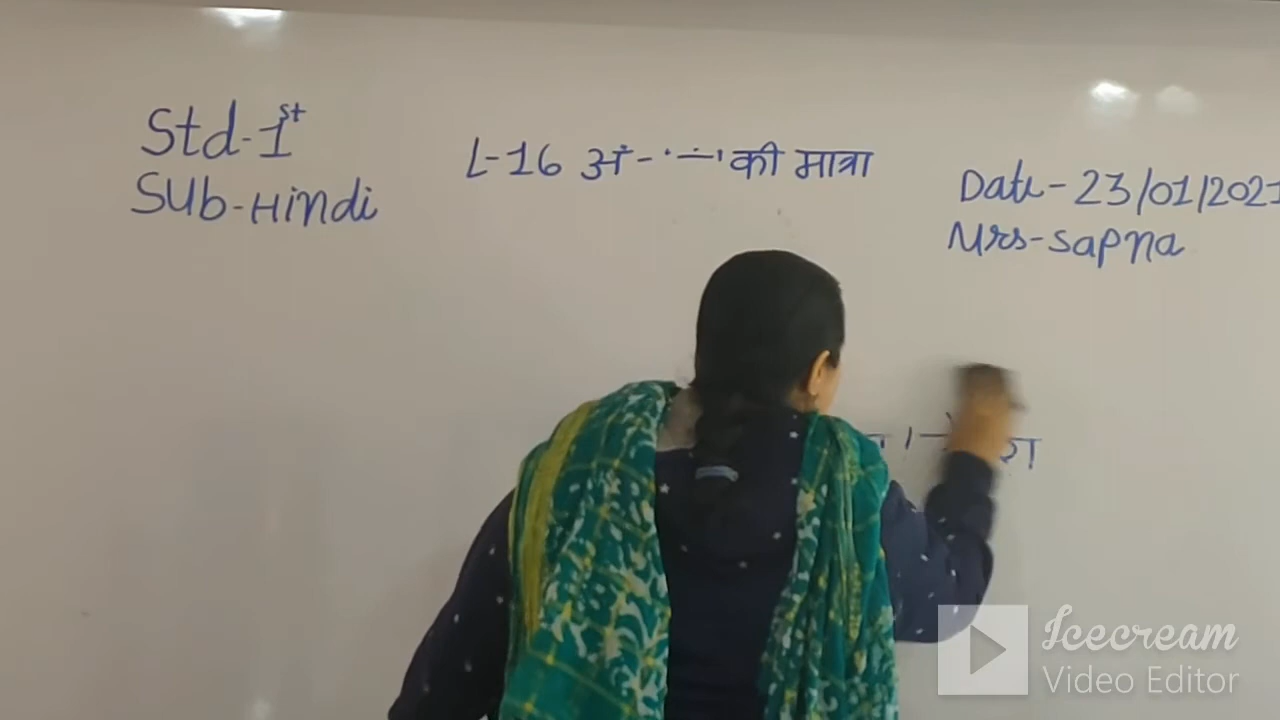 Std-1st
Sub-Hindi
L-16 अं- ' ∸ ' की मात्रा
Date-23/01/2021
Mrs-Sapna
Icecream
Video Editor